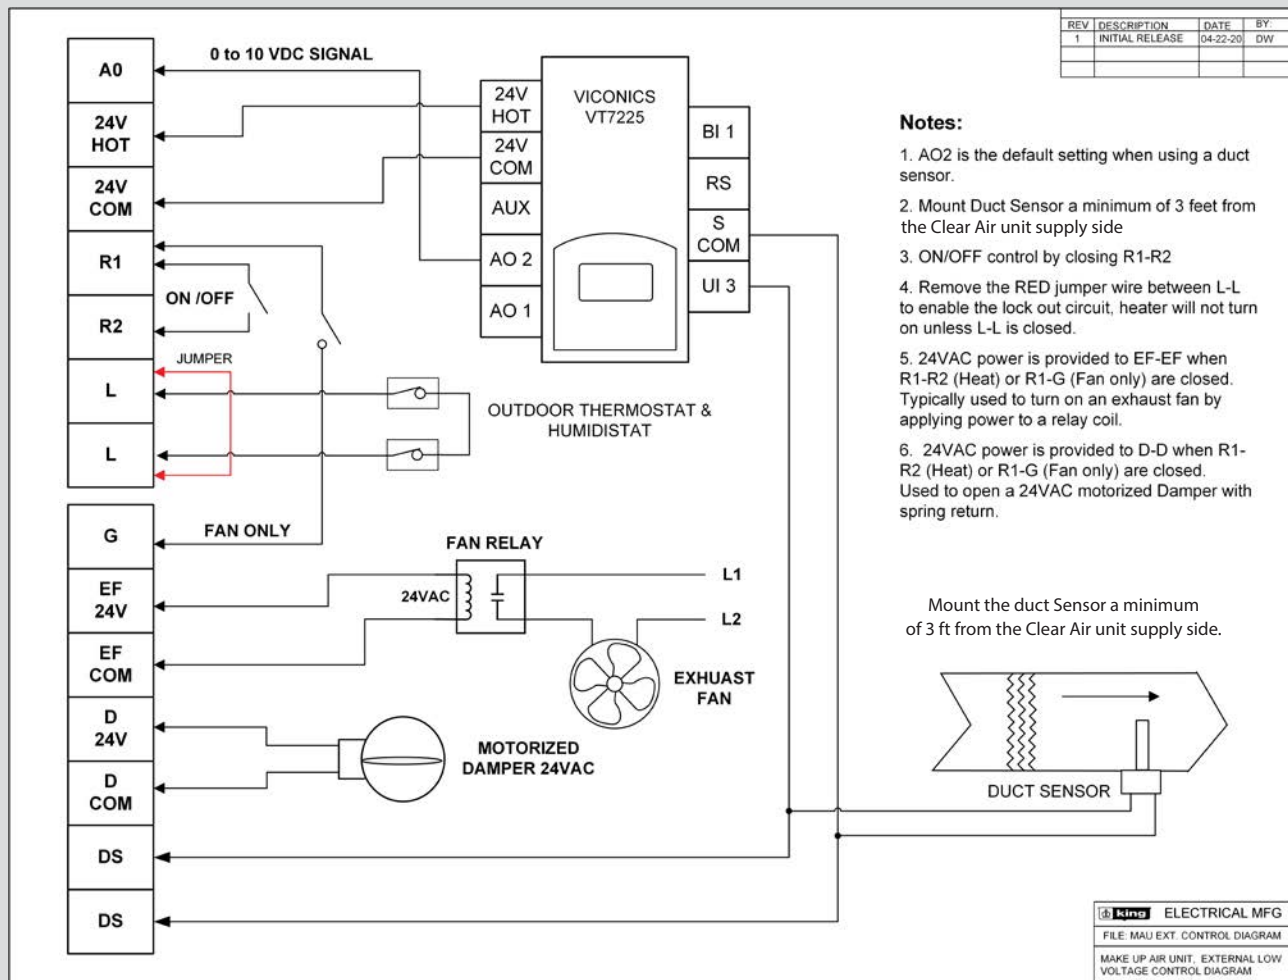 REV DESCRIPTION DATE BY:
1 INITIAL RELEASE 04-22-20 DW
A0
24V
HOT
24V
COM
R1
R2
L
L
G
EF
24V
EF
COM
D
24V
D
COM
DS
DS
0 to 10 VDC SIGNAL
ON /OFF
JUMPER
FAN ONLY
24V
HOT
24V
COM
AUX
AO 2
AO 1
VICONICS
VT7225
BI 1
RS
S
COM
UI 3
OUTDOOR THERMOSTAT &
HUMIDISTAT
FAN RELAY
24VAC
L1
L2
EXHUAST
FAN
MOTORIZED
DAMPER 24VAC
Notes:
1. AO2 is the default setting when using a duct
sensor.
2. Mount Duct Sensor a minimum of 3 feet from
the Clear Air unit supply side
3. ON/OFF control by closing R1-R2
4. Remove the RED jumper wire between L-L
to enable the lock out circuit, heater will not turn
on unless L-L is closed.
5. 24VAC power is provided to EF-EF when
R1-R2 (Heat) or R1-G (Fan only) are closed.
Typically used to turn on an exhaust fan by
applying power to a relay coil.
6. 24VAC power is provided to D-D when R1-
R2 (Heat) or R1-G (Fan only) are closed.
Used to open a 24VAC motorized Damper with
spring return.
Mount the duct Sensor a minimum
of 3 ft from the Clear Air unit supply side.
DUCT SENSOR
king ELECTRICAL MFG
FILE: MAU EXT. CONTROL DIAGRAM
MAKE UP AIR UNIT, EXTERNAL LOW
VOLTAGE CONTROL DIAGRAM